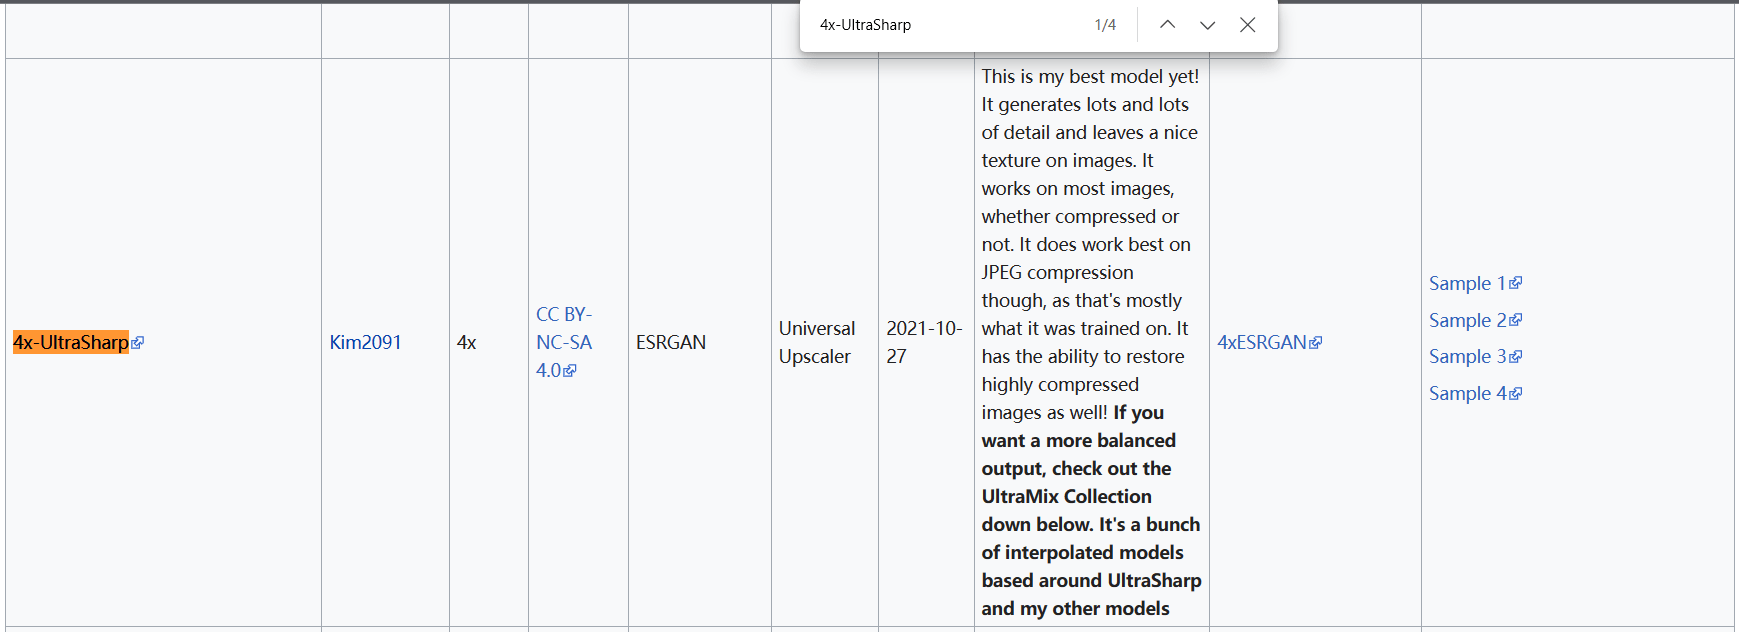 4x-UltraSharp
1/4
4x-UltraSharp
Kim2091
4x
CC BY-
NC-SA
4.0
ESRGAN
Universal
Upscaler
2021-10-
27
This is my best model yet!
It generates lots and lots
of detail and leaves a nice
texture on images. It
works on most images,
whether compressed or
not. It does work best on
JPEG compression
though, as that's mostly
what it was trained on. It
has the ability to restore
highly compressed
images as well! If you
want a more balanced
output, check out the
UltraMix Collection
down below. It's a bunch
of interpolated models
based around UltraSharp
and my other models
4xESRGAN
Sample 1
Sample 2
Sample 3
Sample 4